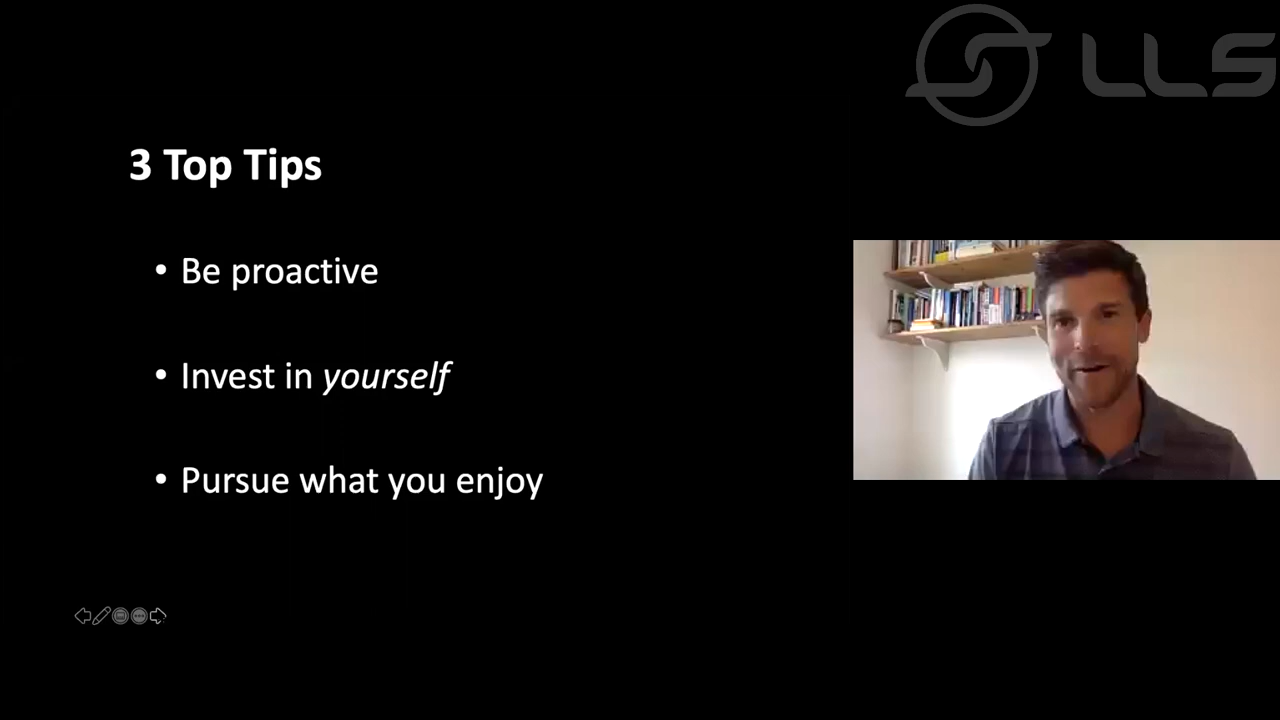 LLS
3 Top Tips
• Be proactive
• Invest in yourself
• Pursue what you enjoy